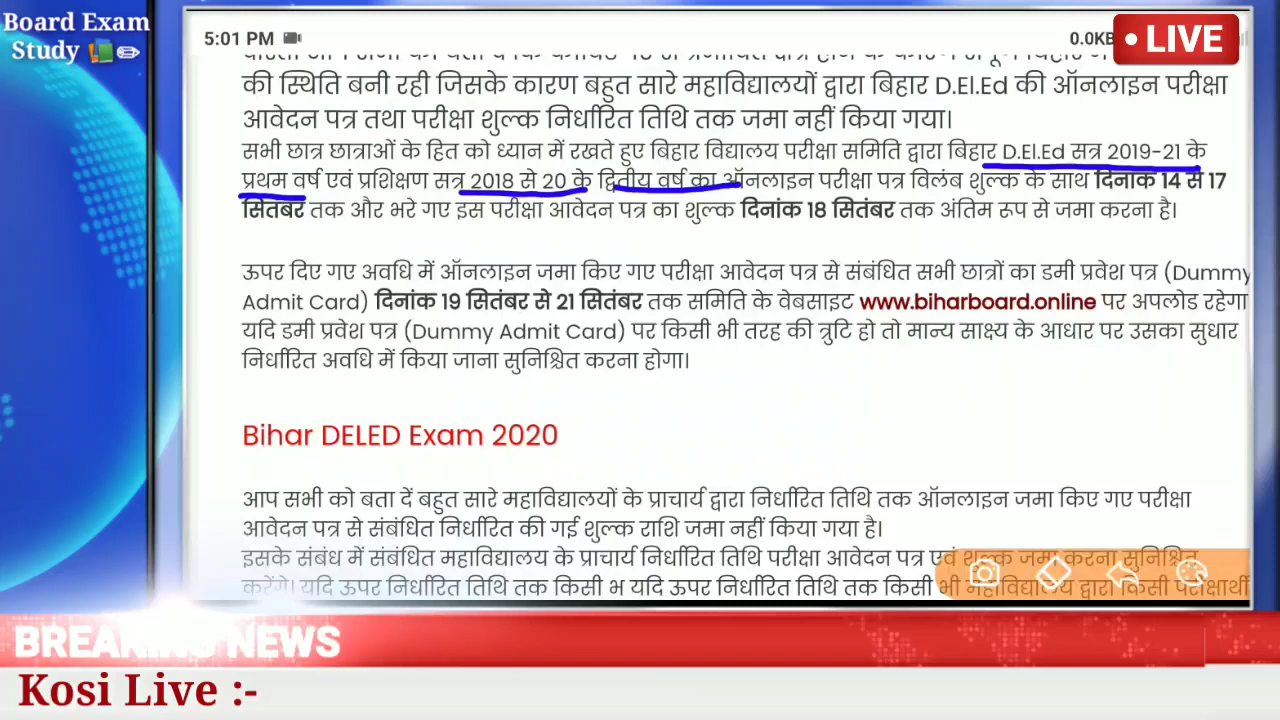 Board Exam
Study
5:01 PM
0.0KB
LIVE
की स्थिति बनी रही जिसके कारण बहुत सारे महाविद्यालयों द्वारा बिहार D.El.Ed की ऑनलाइन परीक्षा
आवेदन पत्र तथा परीक्षा शुल्क निर्धारित तिथि तक जमा नहीं किया गया।
सभी छात्र छात्राओं के हित को ध्यान में रखते हुए बिहार विद्यालय परीक्षा समिति द्वारा बिहार D.El.Ed सत्र 2019-21 के
प्रथम वर्ष एवं प्रशिक्षण सत्र 2018 से 20 के द्वितीय वर्ष का ऑनलाइन परीक्षा पत्र विलंब शुल्क के साथ दिनांक 14 से 17
सितंबर तक और भरे गए इस परीक्षा आवेदन पत्र का शुल्क दिनांक 18 सितंबर तक अंतिम रूप से जमा करना है।
ऊपर दिए गए अवधि में ऑनलाइन जमा किए गए परीक्षा आवेदन पत्र से संबंधित सभी छात्रों का डमी प्रवेश पत्र (Dummy
Admit Card) दिनांक 19 सितंबर से 21 सितंबर तक समिति के वेबसाइट www.biharboard.online पर अपलोड रहेगा
यदि डमी प्रवेश पत्र (Dummy Admit Card) पर किसी भी तरह की त्रुटि हो तो मान्य साक्ष्य के आधार पर उसका सुधार
निर्धारित अवधि में किया जाना सुनिश्चित करना होगा।
Bihar DELED Exam 2020
आप सभी को बता दें बहुत सारे महाविद्यालयों के प्राचार्य द्वारा निर्धारित तिथि तक ऑनलाइन जमा किए गए परीक्षा
आवेदन पत्र से संबंधित निर्धारित की गई शुल्क राशि जमा नहीं किया गया है।
इसके संबंध में संबंधित महाविद्यालय के प्राचार्य निर्धारित तिथि परीक्षा आवेदन पत्र एवं शुल्क जमा करना सुनिश्चित
करेंगे। यदि ऊपर निर्धारित तिथि तक किसी भ यदि ऊपर निर्धारित तिथि तक किसी भी महाविद्यालय द्वारा किसी परीक्षार्थी
BREAKING NEWS
Kosi Live :-